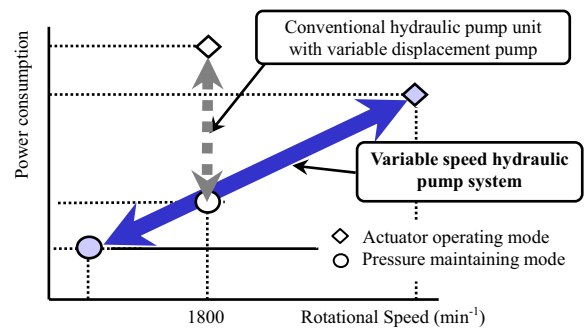 Conventional hydraulic pump unit
with variable displacement pump
Power consumption
Variable speed hydraulic
pump system
Actuator operating mode
Pressure maintaining mode
1800
Rotational Speed (min⁻¹)